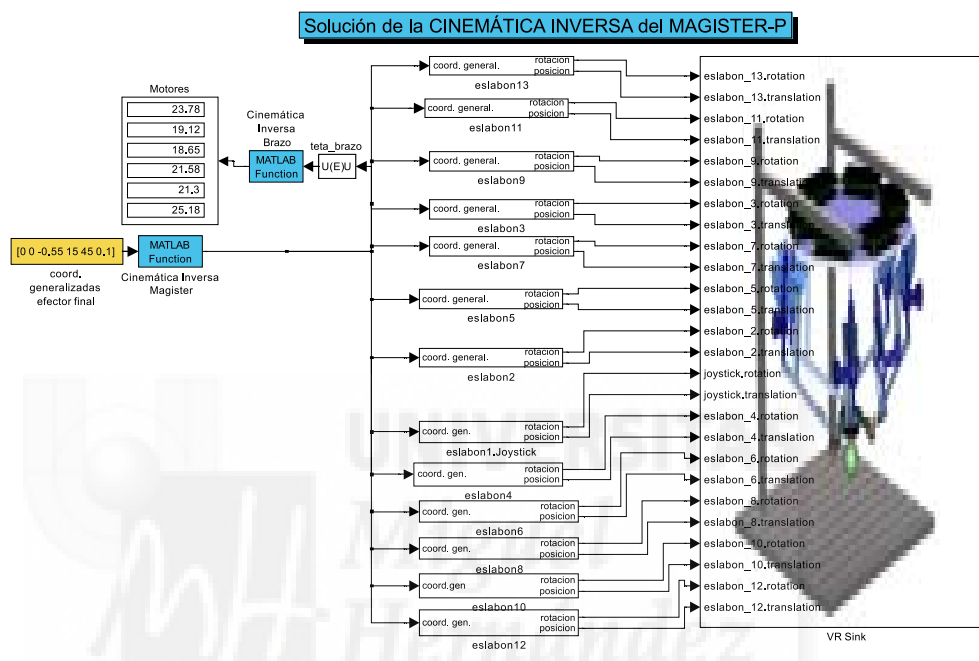 Solución de la CINEMÁTICA INVERSA del MAGISTER-P
Motores
23.78
19.12
18.65
21.58
21.3
25.18
Cinemática
Inversa
Brazo
MATLAB
Function
teta_brazo
U(E)U
[0 0 -0.55 15 45 0.1]
coord.
generalizadas
efector final
MATLAB
Function
Cinemática Inversa
Magister
coord. general.
rotacion
posicion
eslabon13
coord. general.
rotacion
posicion
eslabon11
coord. general.
rotacion
posicion
eslabon9
coord. general.
rotacion
posicion
eslabon3
coord. general.
rotacion
posicion
eslabon7
coord. general.
rotacion
posicion
eslabon5
coord. general.
rotacion
posicion
eslabon2
coord. gen.
rotacion
posicion
eslabon1.Joystick
coord. gen.
rotacion
posicion
eslabon4
coord. gen.
rotacion
posicion
eslabon6
coord. gen.
rotacion
posicion
eslabon8
coord.gen
rotacion
posicion
eslabon10
coord. gen.
rotacion
posicion
eslabon12
eslabon_13.rotation
eslabon_13.translation
eslabon_11.rotation
eslabon_11.translation
eslabon_9.rotation
eslabon_9.translation
eslabon_3.rotation
eslabon_3.translation
eslabon_7.rotation
eslabon_7.translation
eslabon_5.rotation
eslabon_5.translation
eslabon_2.rotation
eslabon_2.translation
joystick.rotation
joystick.translation
eslabon_4.rotation
eslabon_4.translation
eslabon_6.rotation
eslabon_6.translation
eslabon_8.rotation
eslabon_8.translation
eslabon_10.rotation
eslabon_10.translation
eslabon_12.rotation
eslabon_12.translation
VR Sink
Miguel
Hernández